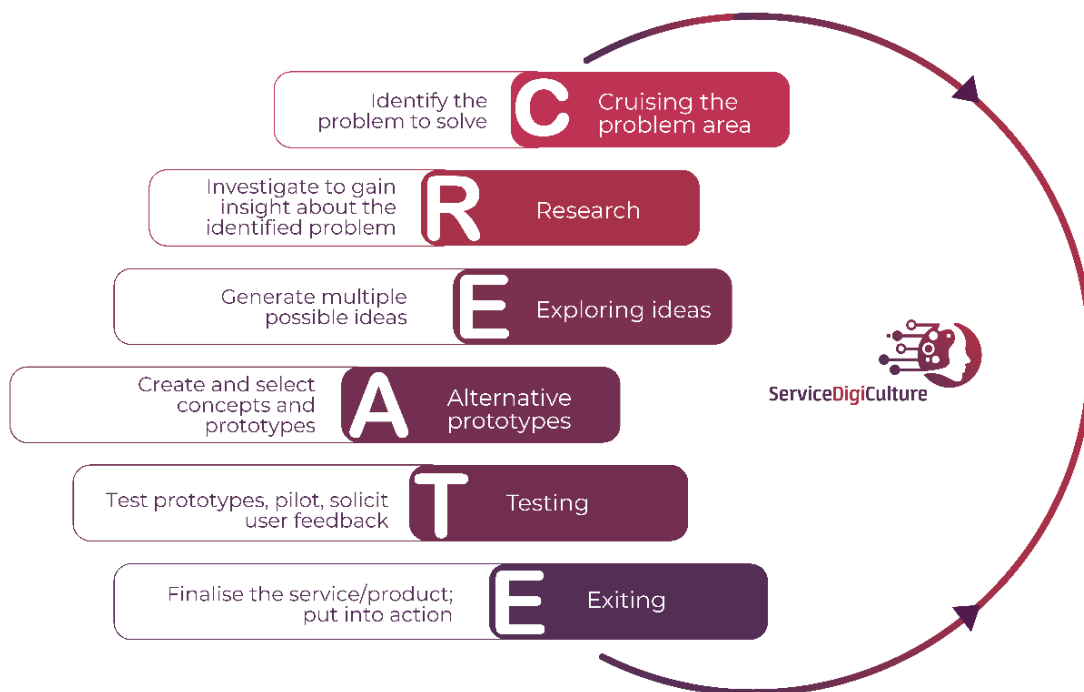 Identify the
problem to solve
C
Cruising the
problem area
Investigate to gain
insight about the
identified problem
R
Research
Generate multiple
possible ideas
E
Exploring ideas
Create and select
concepts and
prototypes
A
Alternative
prototypes
Test prototypes, pilot, solicit
user feedback
T
Testing
Finalise the service/product;
put into action
E
Exiting
ServiceDigiCulture